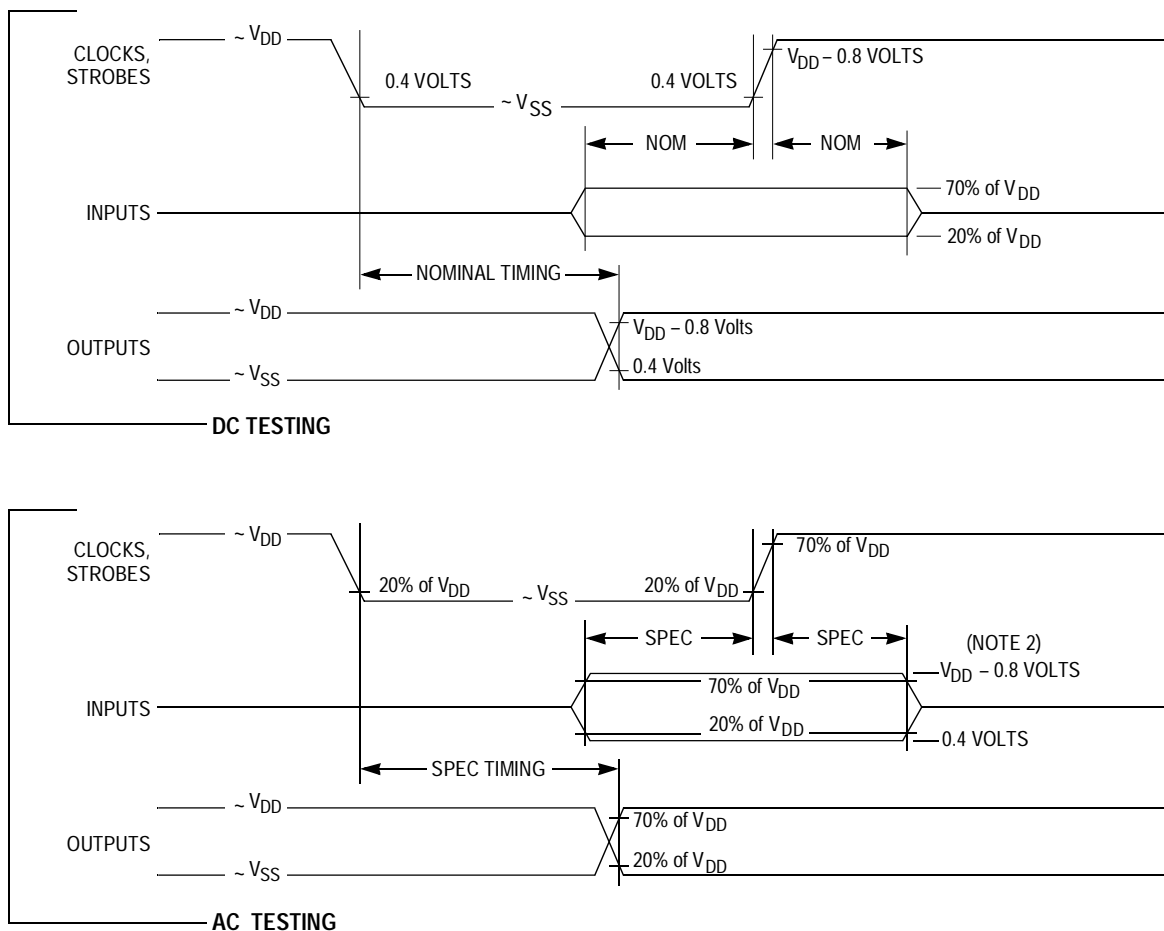 ~ VDD
CLOCKS,
STROBES
VDD – 0.8 VOLTS
0.4 VOLTS
0.4 VOLTS
~ VSS
NOM
NOM
70% of VDD
INPUTS
20% of VDD
NOMINAL TIMING
~ VDD
VDD – 0.8 Volts
OUTPUTS
0.4 Volts
~ VSS
DC TESTING
~ VDD
CLOCKS,
STROBES
70% of VDD
20% of VDD
20% of VDD
~ VSS
SPEC
SPEC
(NOTE 2)
VDD – 0.8 VOLTS
70% of VDD
INPUTS
20% of VDD
0.4 VOLTS
SPEC TIMING
~ VDD
70% of VDD
OUTPUTS
20% of VDD
~ VSS
AC TESTING